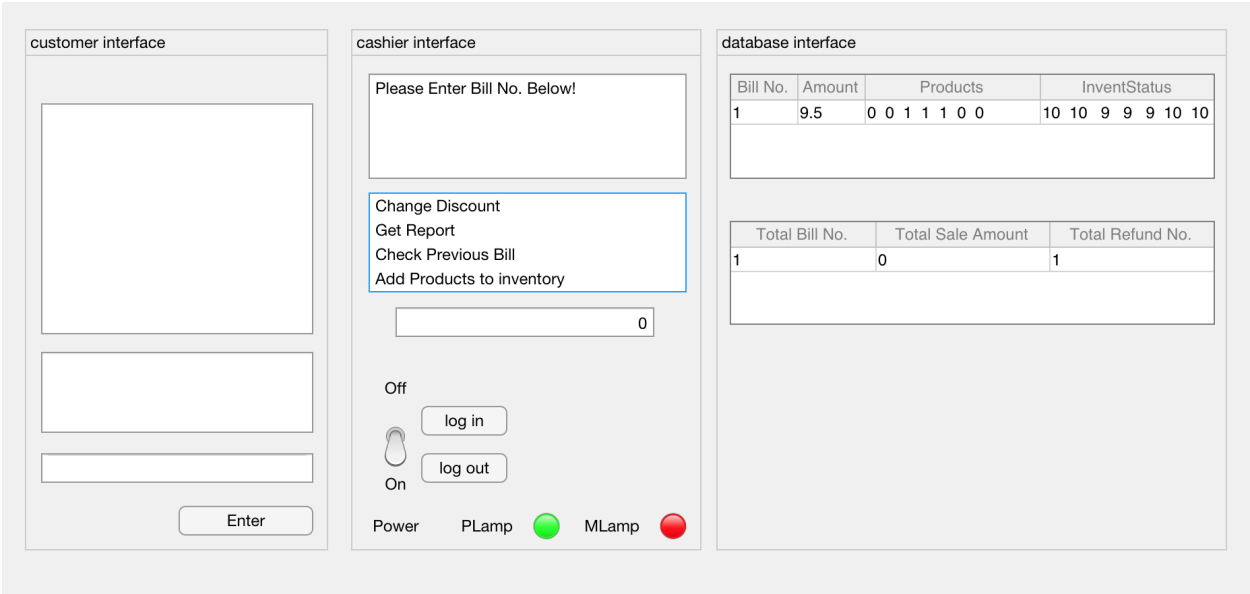 customer interface
Enter
cashier interface
Please Enter Bill No. Below!
Change Discount
Get Report
Check Previous Bill
Add Products to inventory
0
Off
log in
log out
On
Power PLamp MLamp
database interface
Bill No. Amount Products InventStatus
1 9.5 0 0 1 1 1 0 0 10 10 9 9 9 10 10
Total Bill No. Total Sale Amount Total Refund No.
1 0 1